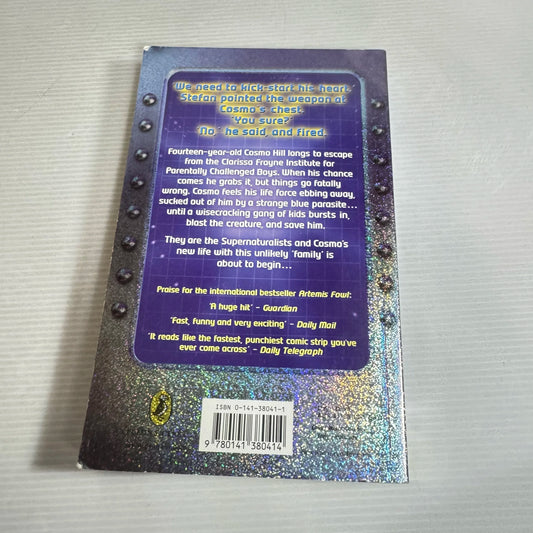 'We need to kick-start his heart.'
Stefan pointed the weapon at
Cosmo's chest.
'You sure?'
'No,' he said, and fired.
Fourteen-year-old Cosmo Hill longs to escape
from the Clarissa Frayne Institute for
Parentally Challenged Boys. When his chance
comes he grabs it, but things go fatally
wrong. Cosmo feels his life force ebbing away,
sucked out of him by a strange blue parasite...
until a wisecracking gang of kids bursts in,
blast the creature, and save him.
They are the Supernaturalists and Cosmo's
new life with this unlikely 'family' is
about to begin...
Praise for the international bestseller Artemis Fowl:
'A huge hit' – Guardian
'Fast, funny and very exciting' – Daily Mail
'It reads like the fastest, punchiest comic strip you've
ever come across' – Daily Telegraph
ISBN 0-141-38041-1
9 780141 380414